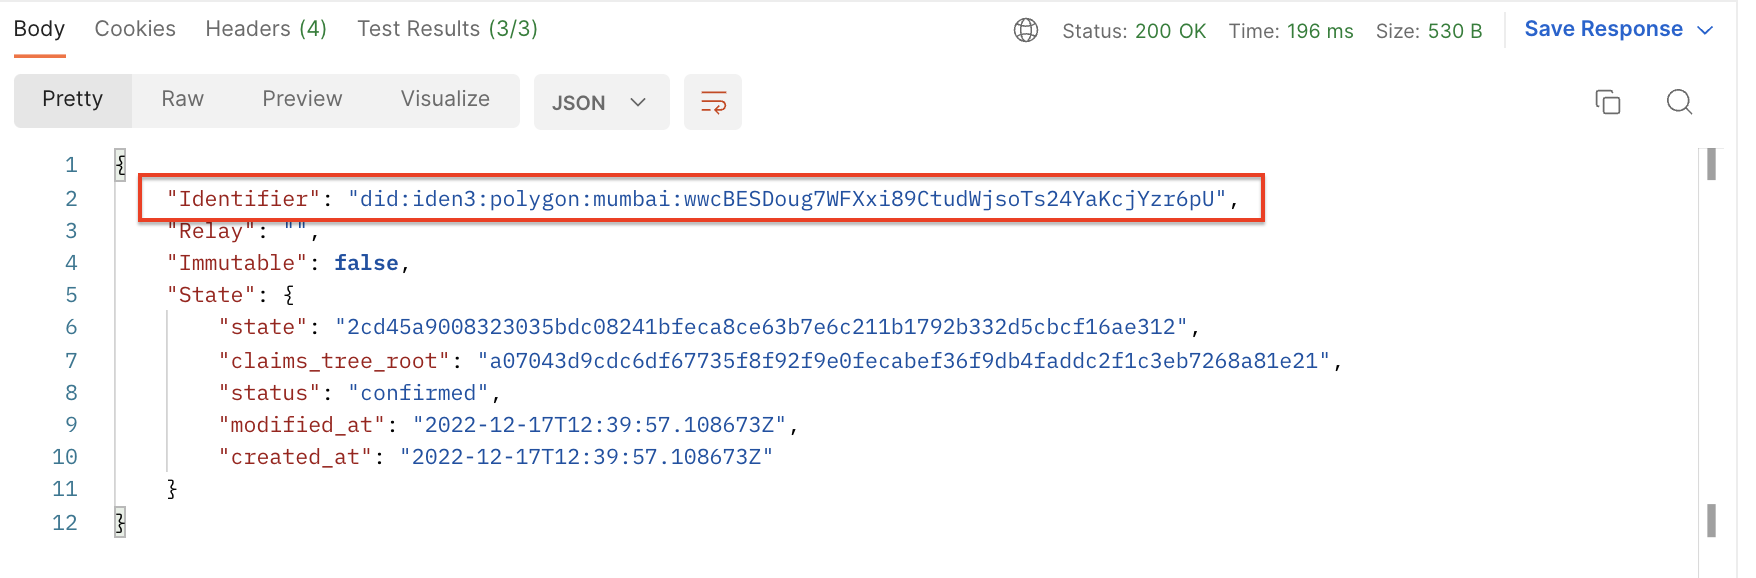 Body Cookies Headers (4) Test Results (3/3) Status: 200 OK Time: 196 ms Size: 530 B Save Response
Pretty Raw Preview Visualize JSON
1 {
2 "Identifier": "did:iden3:polygon:mumbai:wwcBESDoug7WFXxi89CtudWjsoTs24YaKcjYzr6pU",
3 "Relay": "",
4 "Immutable": false,
5 "State": {
6 "state": "2cd45a9008323035bdc08241bfeca8ce63b7e6c211b1792b332d5cbcf16ae312",
7 "claims_tree_root": "a07043d9cdc6df67735f8f92f9e0fecabef36f9db4faddc2f1c3eb7268a81e21",
8 "status": "confirmed",
9 "modified_at": "2022-12-17T12:39:57.108673Z",
10 "created_at": "2022-12-17T12:39:57.108673Z"
11 }
12 }